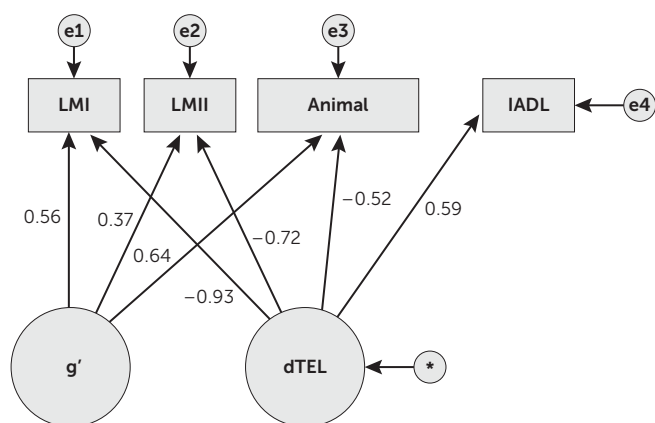 e1
e2
e3
LMI
LMII
Animal
IADL
e4
0.56
0.37
0.64
−0.93
−0.72
−0.52
0.59
g′
dTEL
*